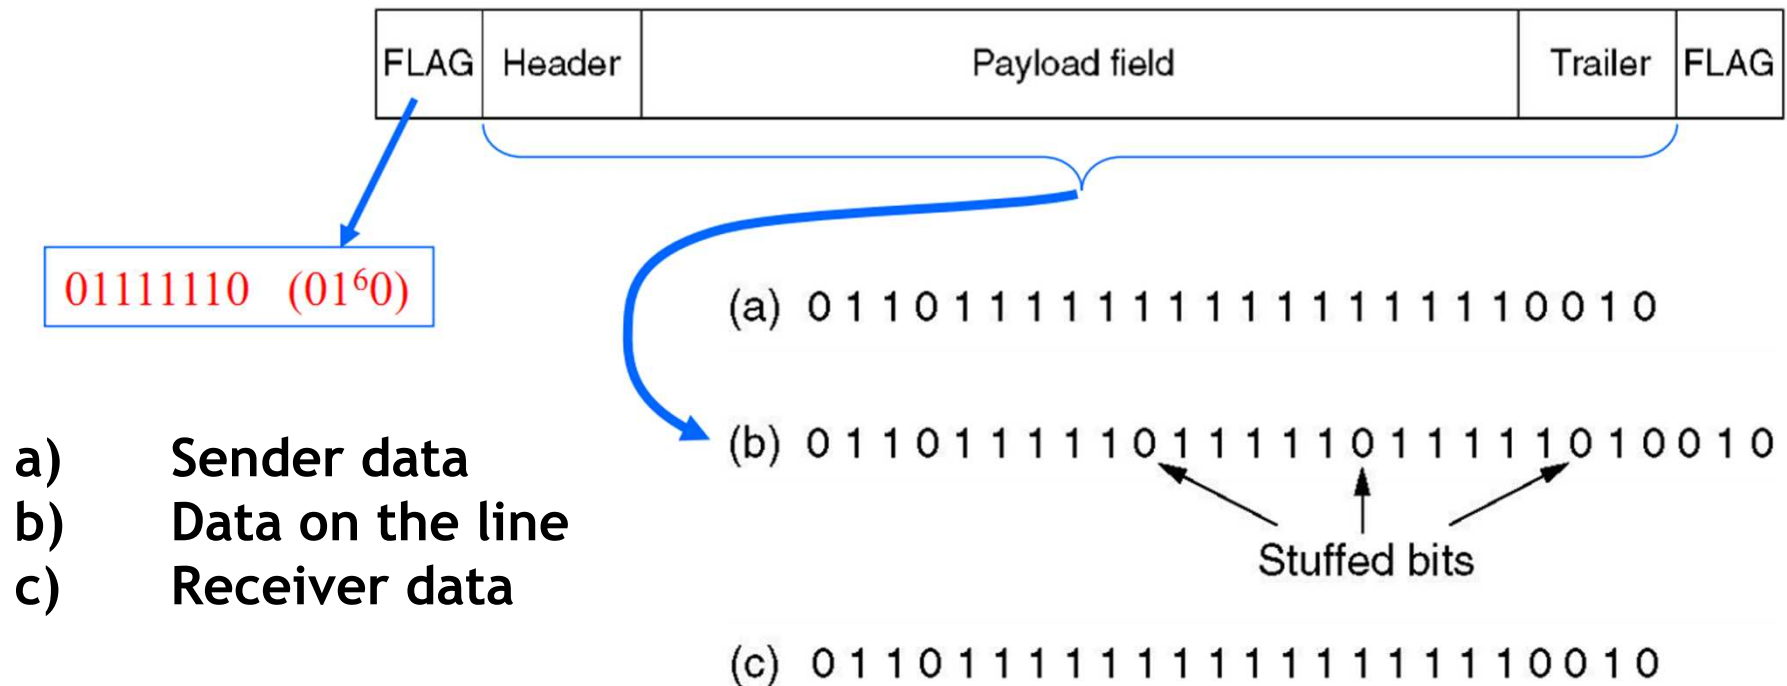 FLAG Header Payload field Trailer FLAG
01111110 (01⁶0)
(a) 0 1 1 0 1 1 1 1 1 1 1 1 1 1 1 1 1 1 1 1 0 0 1 0
(b) 0 1 1 0 1 1 1 1 1 0 1 1 1 1 1 0 1 1 1 1 1 0 1 0 0 1 0
Stuffed bits
(c) 0 1 1 0 1 1 1 1 1 1 1 1 1 1 1 1 1 1 1 1 0 0 1 0
a) Sender data
b) Data on the line
c) Receiver data